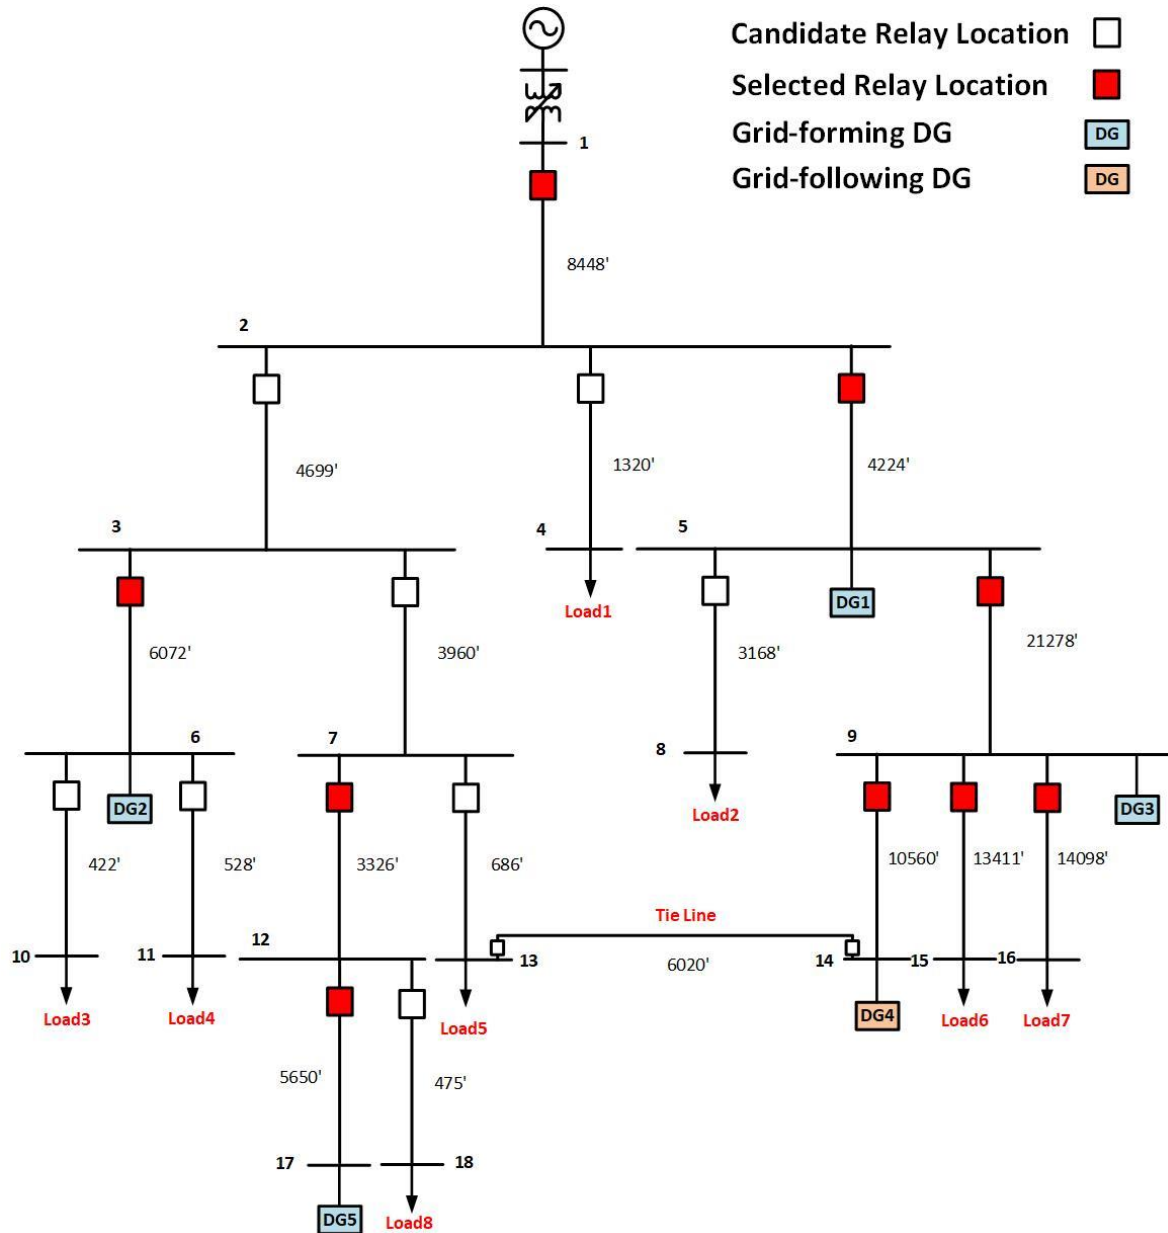 Candidate Relay Location
Selected Relay Location
Grid-forming DG DG
Grid-following DG DG
1
8448'
2
4699'
1320'
4224'
3
4
5
Load1
DG1
6072'
3960'
3168'
21278'
6
7
8
9
DG2
Load2
DG3
422'
528'
3326'
686'
10560'
13411'
14098'
Tie Line
10
11
12
13
6020'
14
15
16
Load3
Load4
Load5
DG4
Load6
Load7
5650'
475'
17
18
DG5
Load8